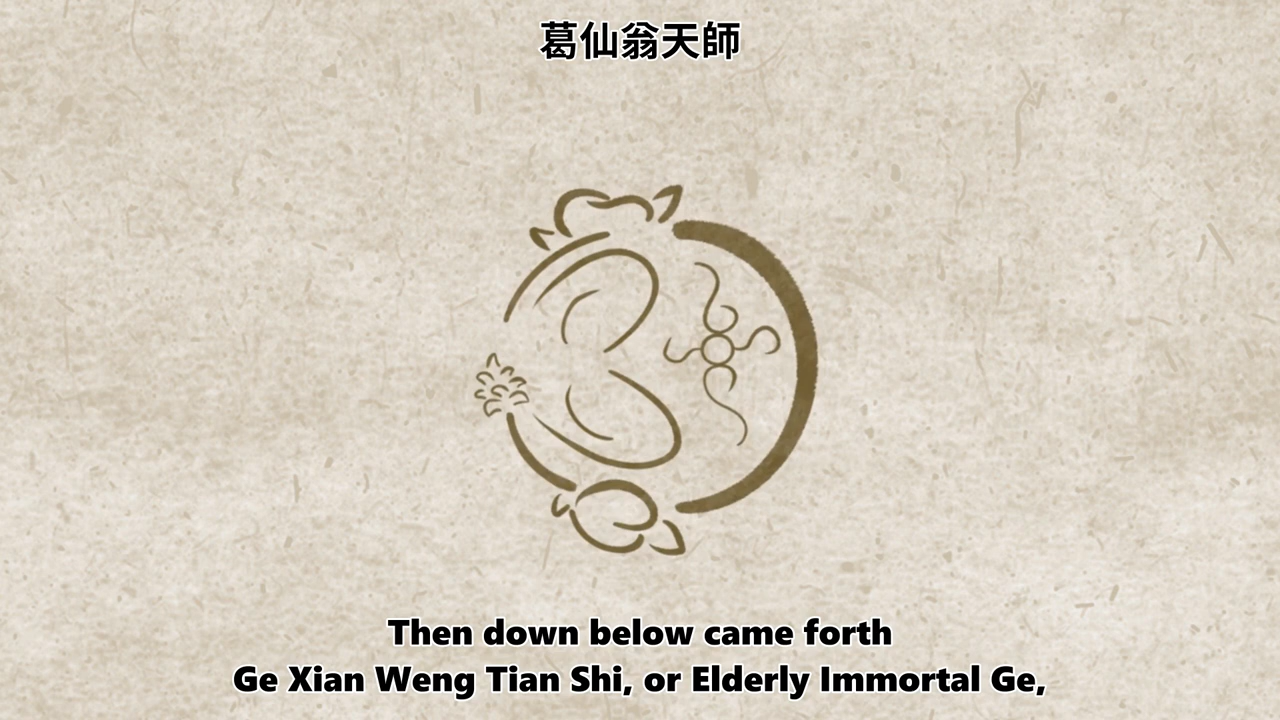 葛仙翁天師
Then down below came forth
Ge Xian Weng Tian Shi, or Elderly Immortal Ge,